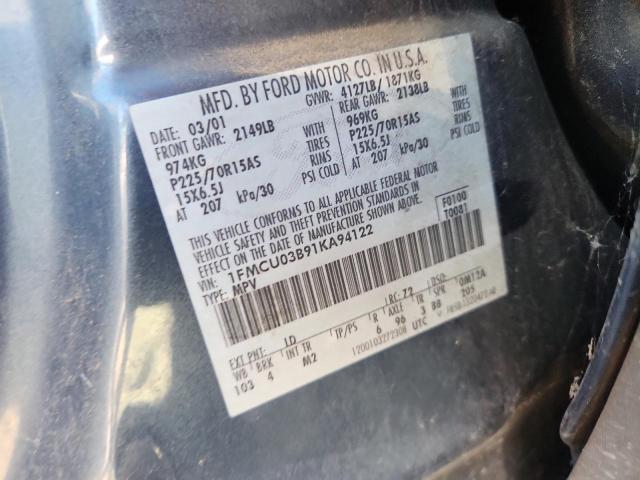 MFD. BY FORD MOTOR CO. IN U.S.A.
DATE: 03/01 GVWR: 4127LB/1871KG
FRONT GAWR: 2149LB REAR GAWR: 2138LB
974KG WITH 969KG WITH
P225/70R15AS TIRES P225/70R15AS TIRES
15X6.5J RIMS 15X6.5J RIMS
AT 207 kPa/30 PSI COLD AT 207 kPa/30 PSI COLD
THIS VEHICLE CONFORMS TO ALL APPLICABLE FEDERAL MOTOR
VEHICLE SAFETY AND THEFT PREVENTION STANDARDS IN
EFFECT ON THE DATE OF MANUFACTURE SHOWN ABOVE.
VIN: 1FMCU03B91KA94122 F0100
TYPE: MPV T0081
EXT PNT: 1D RC: 72 DSO:
WB BRK INT TR TP/PS R AXLE TR SPR 0M12A
103 4 M2 6 96 3 BB 205
1200103272308 UTC